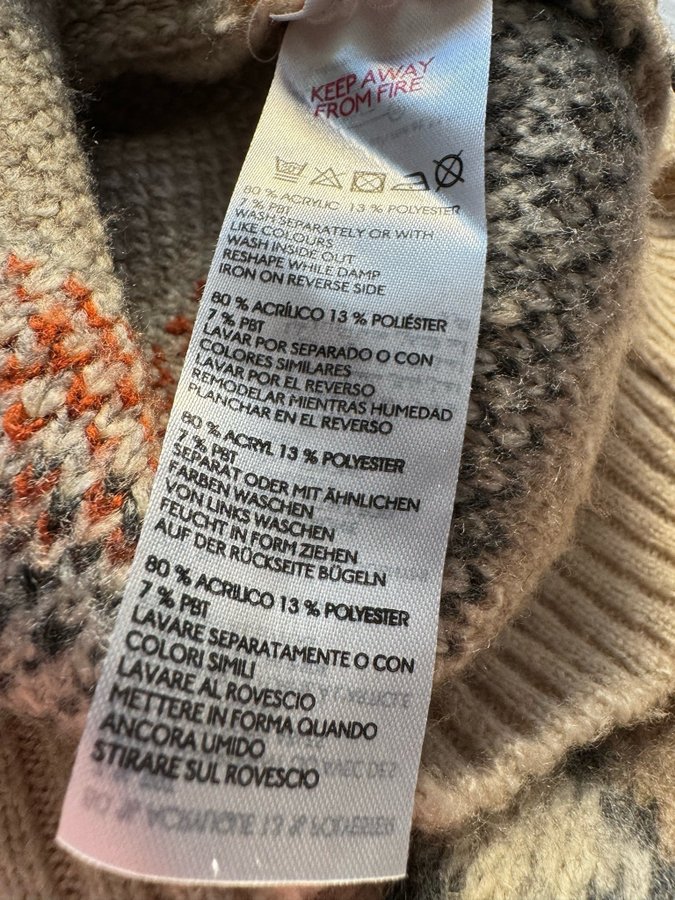 KEEP AWAY
FROM FIRE
80 % ACRYLIC 13 % POLYESTER
7 % PBT
WASH SEPARATELY OR WITH
LIKE COLOURS
WASH INSIDE OUT
RESHAPE WHILE DAMP
IRON ON REVERSE SIDE
80 % ACRÍLICO 13 % POLIÉSTER
7 % PBT
LAVAR POR SEPARADO O CON
COLORES SIMILARES
LAVAR POR EL REVERSO
REMODELAR MIENTRAS HUMEDAD
PLANCHAR EN EL REVERSO
80 % ACRYL 13 % POLYESTER
7 % PBT
SEPARAT ODER MIT ÄHNLICHEN
FARBEN WASCHEN
VON LINKS WASCHEN
FEUCHT IN FORM ZIEHEN
AUF DER RÜCKSEITE BÜGELN
80 % ACRILICO 13 % POLYESTER
7 % PBT
LAVARE SEPARATAMENTE O CON
COLORI SIMILI
LAVARE AL ROVESCIO
METTERE IN FORMA QUANDO
ANCORA UMIDO
STIRARE SUL ROVESCIO